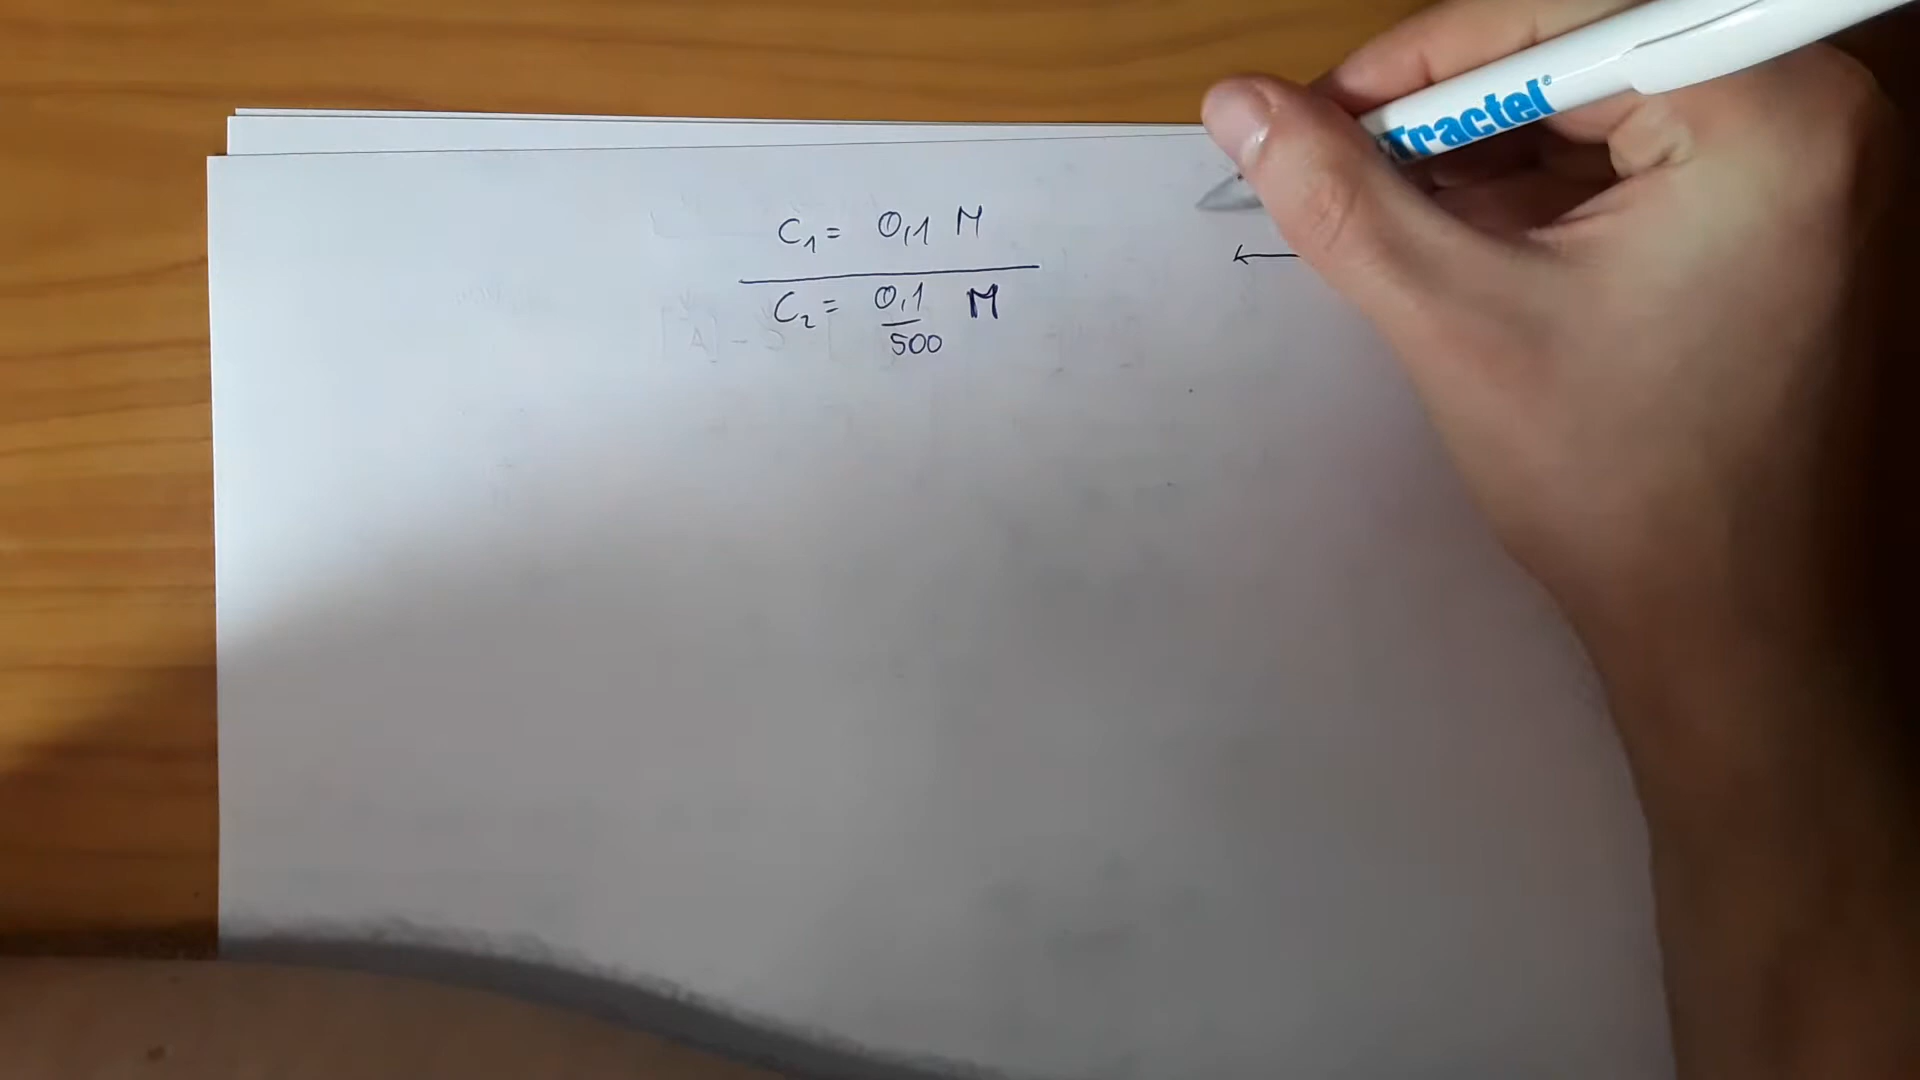 Tractel®
C₁ = 0,1 M
C₂ = 0,1 M
500
←